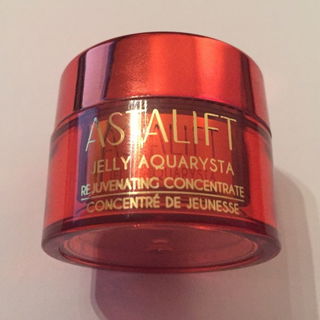 ASTALIFT
JELLY AQUARYSTA
REJUVENATING CONCENTRATE
CONCENTRÉ DE JEUNESSE